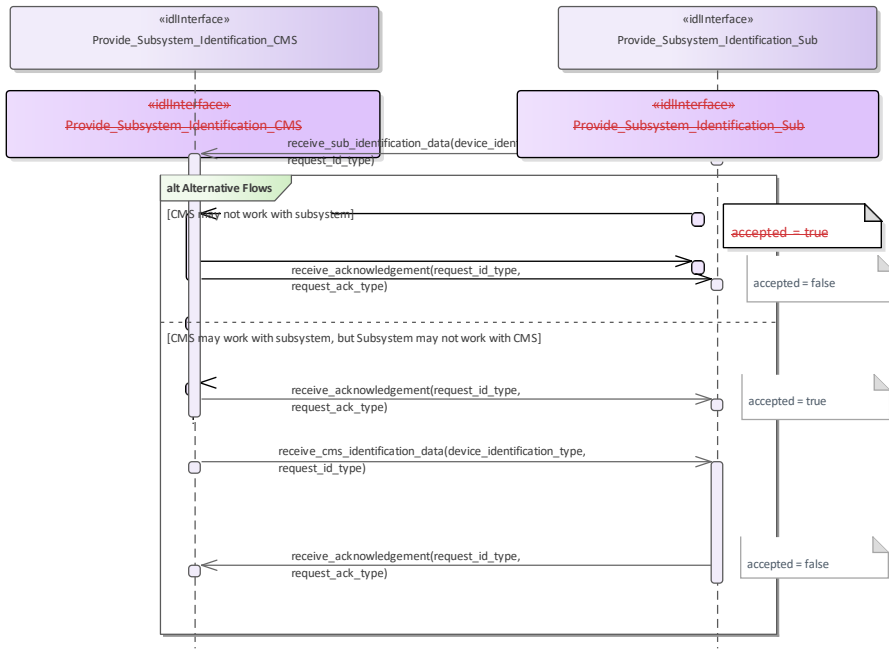 «idlInterface»
Provide_Subsystem_Identification_CMS
«idlInterface»
Provide_Subsystem_Identification_Sub
«idlInterface»
Provide_Subsystem_Identification_CMS
«idlInterface»
Provide_Subsystem_Identification_Sub
receive_sub_identification_data(device_ident
request_id_type)
alt Alternative Flows
[CMS may not work with subsystem]
accepted = true
receive_acknowledgement(request_id_type,
request_ack_type)
accepted = false
[CMS may work with subsystem, but Subsystem may not work with CMS]
receive_acknowledgement(request_id_type,
request_ack_type)
accepted = true
receive_cms_identification_data(device_identification_type,
request_id_type)
receive_acknowledgement(request_id_type,
request_ack_type)
accepted = false